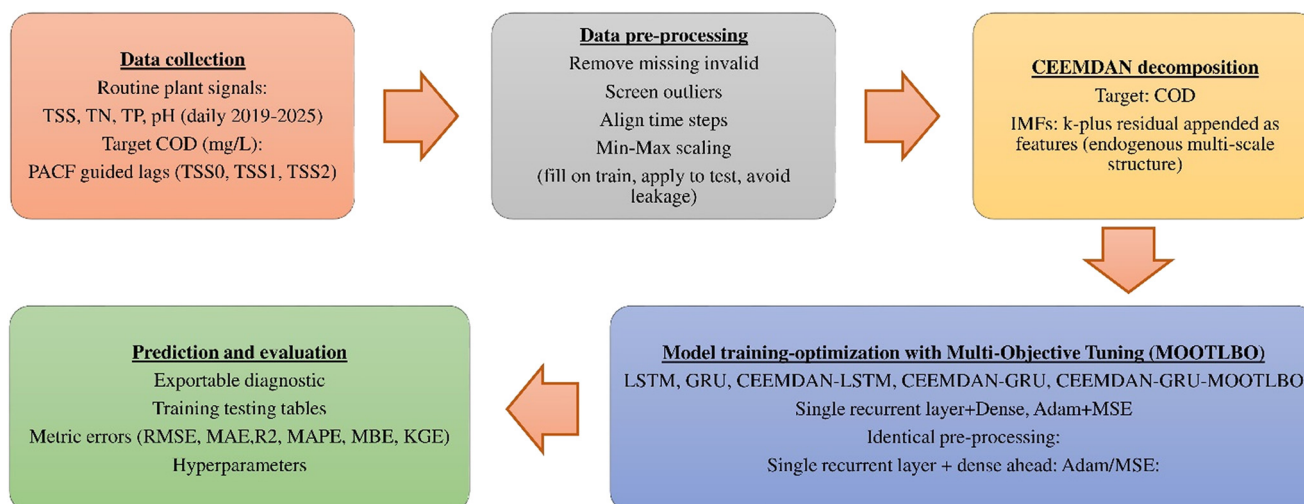 Data collection
Routine plant signals:
TSS, TN, TP, pH (daily 2019-2025)
Target COD (mg/L):
PACF guided lags (TSS0, TSS1, TSS2)
Data pre-processing
Remove missing invalid
Screen outliers
Align time steps
Min-Max scaling
(fill on train, apply to test, avoid
leakage)
CEEMDAN decomposition
Target: COD
IMFs: k-plus residual appended as
features (endogenous multi-scale
structure)
Model training-optimization with Multi-Objective Tuning (MOOTLBO)
LSTM, GRU, CEEMDAN-LSTM, CEEMDAN-GRU, CEEMDAN-GRU-MOOTLBO
Single recurrent layer+Dense, Adam+MSE
Identical pre-processing:
Single recurrent layer + dense ahead: Adam/MSE:
Prediction and evaluation
Exportable diagnostic
Training testing tables
Metric errors (RMSE, MAE,R2, MAPE, MBE, KGE)
Hyperparameters